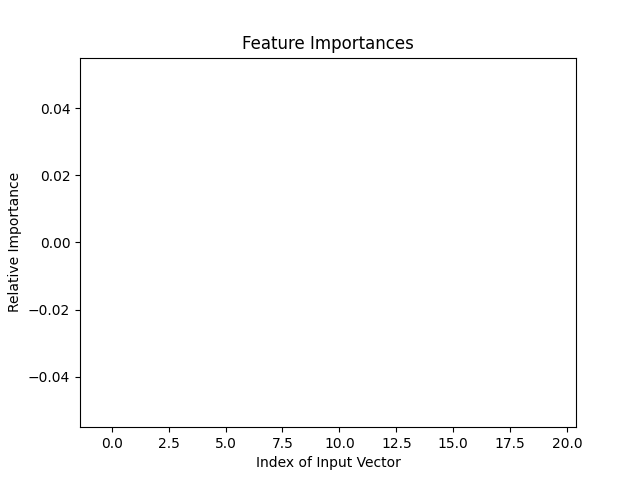 Feature Importances
Relative Importance
0.04
0.02
0.00
−0.02
−0.04
0.0 2.5 5.0 7.5 10.0 12.5 15.0 17.5 20.0
Index of Input Vector